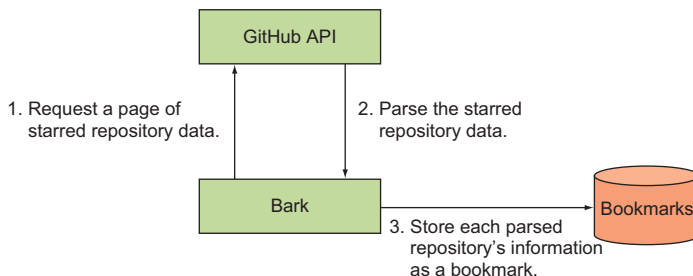 GitHub API
1. Request a page of
starred repository data.
2. Parse the starred
repository data.
Bark
Bookmarks
3. Store each parsed
repository's information
as a bookmark.